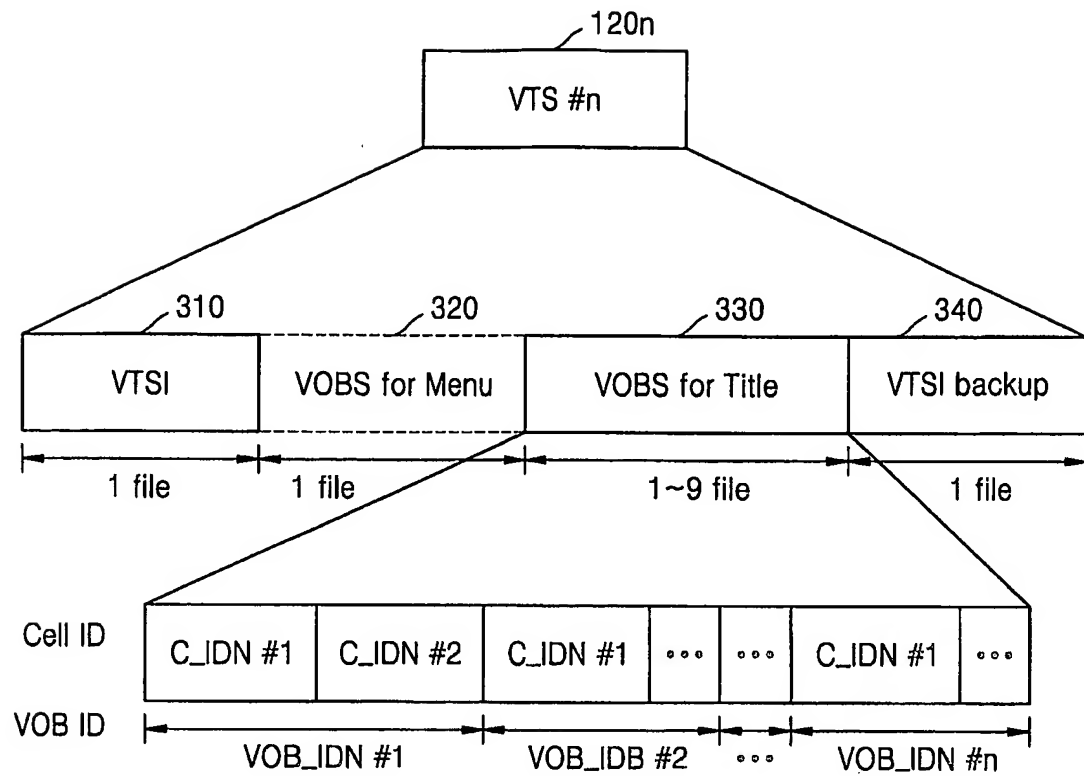 120n
VTS #n
310 320 330 340
VTSI VOBS for Menu VOBS for Title VTSI backup
1 file 1 file 1~9 file 1 file
Cell ID C_IDN #1 C_IDN #2 C_IDN #1 ••• ••• C_IDN #1 •••
VOB ID
VOB_IDN #1 VOB_IDB #2 ••• VOB_IDN #n